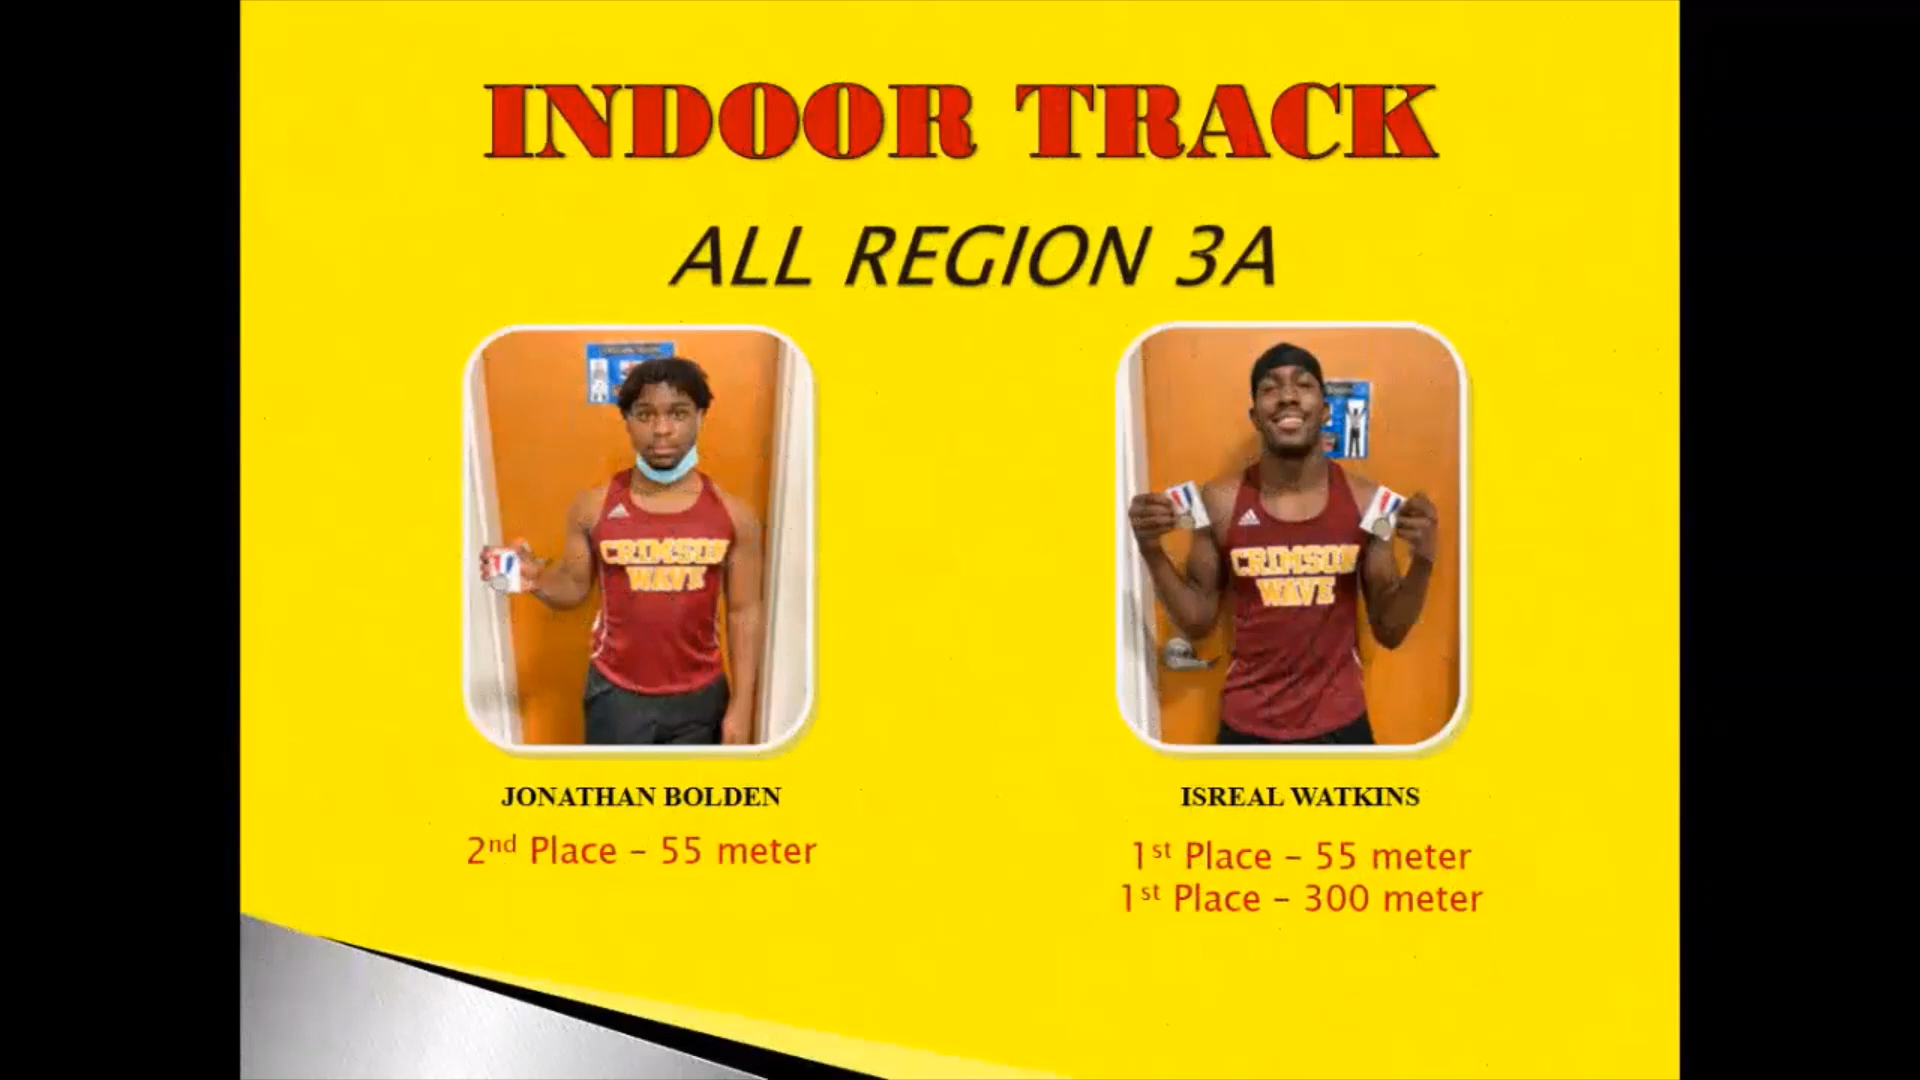 INDOOR TRACK
ALL REGION 3A
CRIMSON
WAVE
CRIMSON
WAVE
JONATHAN BOLDEN
2nd Place – 55 meter
ISREAL WATKINS
1st Place – 55 meter
1st Place – 300 meter